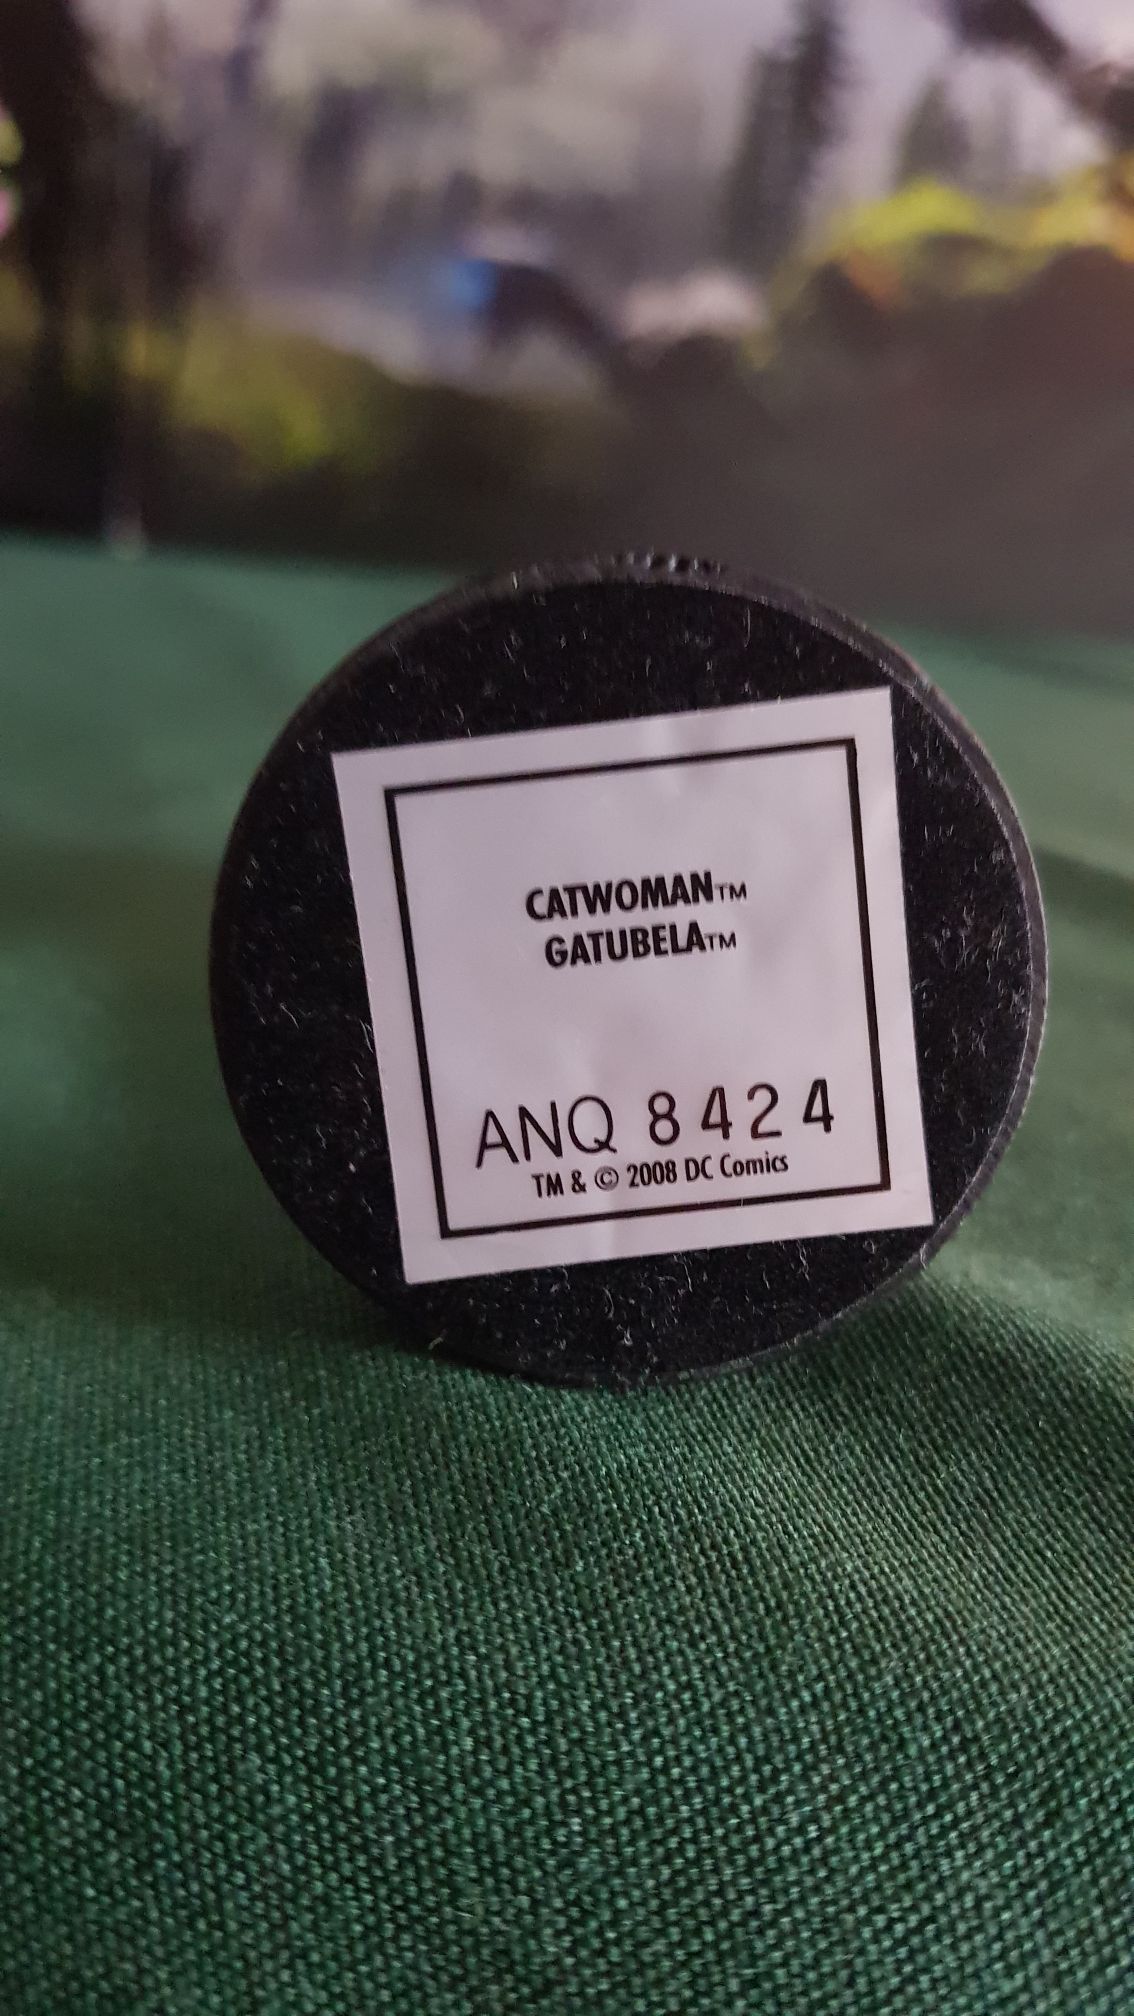 CATWOMAN™
GATUBELA™
ANQ 8424
TM & © 2008 DC Comics